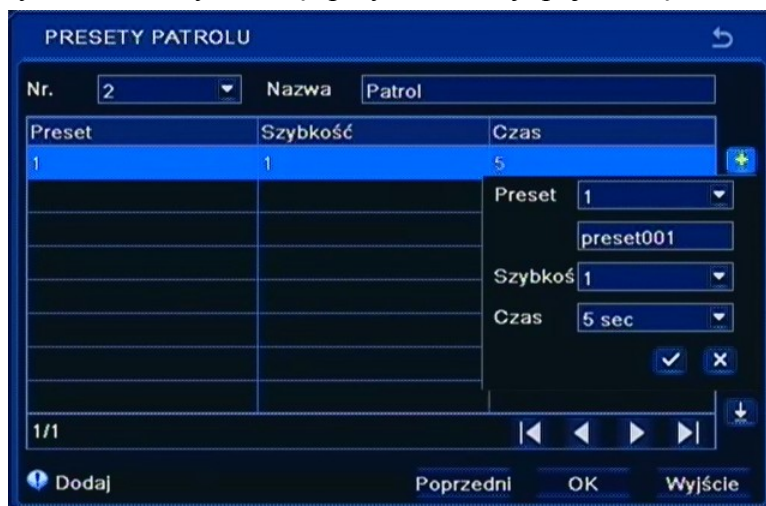 PRESETY PATROLU
Nr. 2 Nazwa Patrol
Preset Szybkość Czas
1 1 5
Preset 1
preset001
Szybkoś 1
Czas 5 sec
1/1
Dodaj Poprzedni OK Wyjście